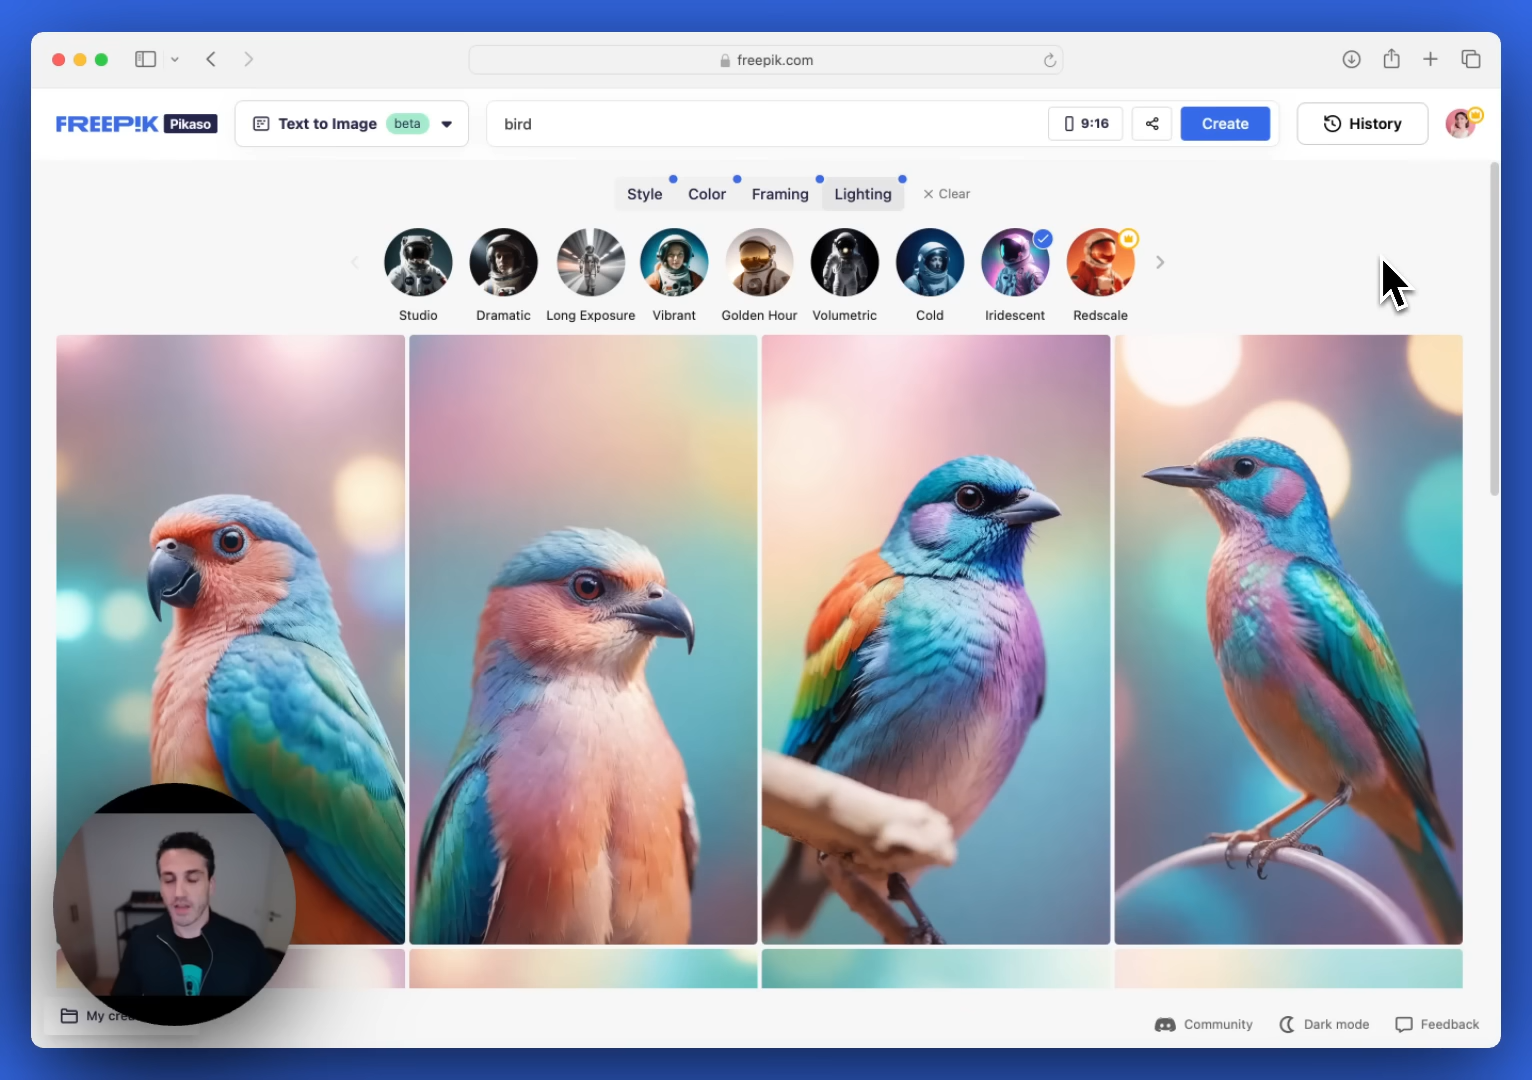 freepik.com
FREEPIK Pikaso
Text to Image beta
bird
9:16
Create
History
Style
Color
Framing
Lighting
Clear
Studio
Dramatic
Long Exposure
Vibrant
Golden Hour
Volumetric
Cold
Iridescent
Redscale
My
Community
Dark mode
Feedback